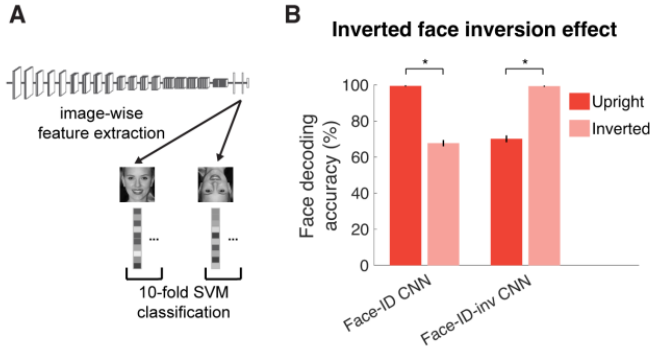 A
image-wise
feature extraction
...
...
10-fold SVM
classification
B
Inverted face inversion effect
*
*
100
80
60
40
20
0
Face decoding
accuracy (%)
Upright
Inverted
Face-ID CNN
Face-ID-inv CNN